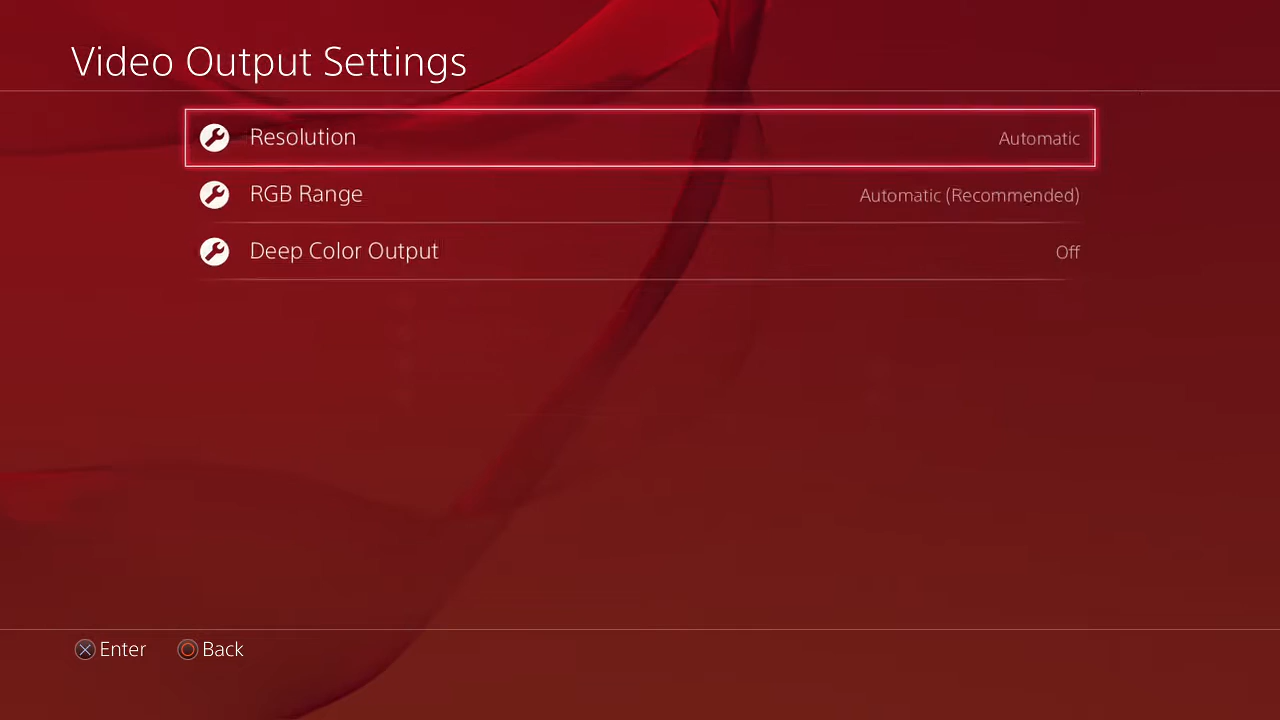 Video Output Settings
Resolution Automatic
RGB Range Automatic (Recommended)
Deep Color Output Off
Enter Back